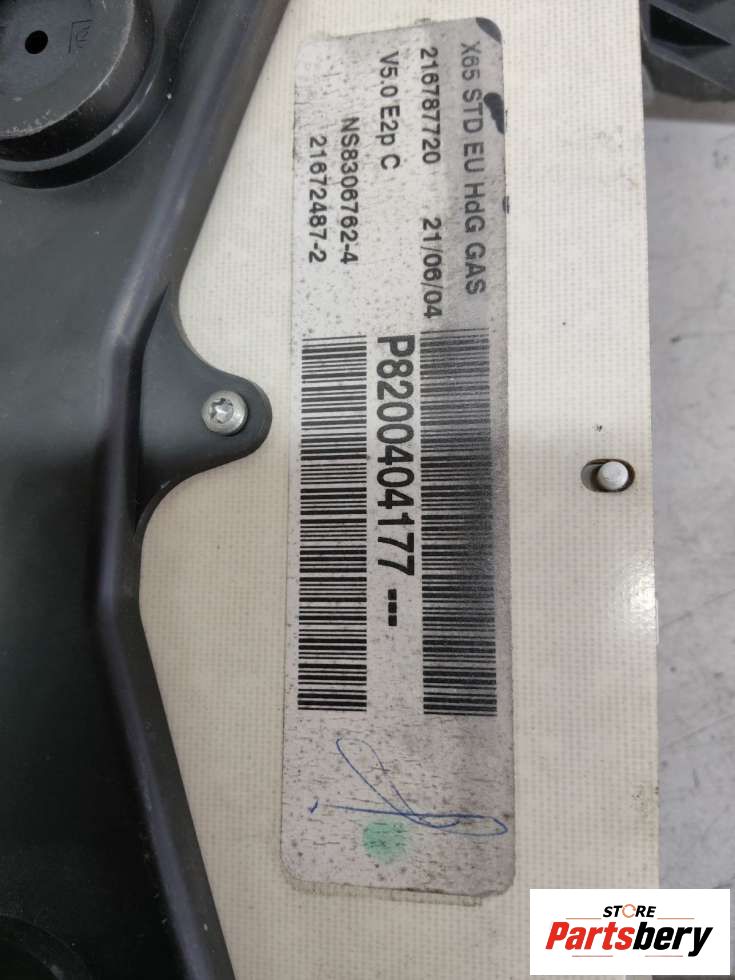 X65 STD EU HdG GAS
216787720 21/06/04
V5.0 E2p C
NS8306762-4
21672487-2
P8200404177 ---
STORE
Partsbery